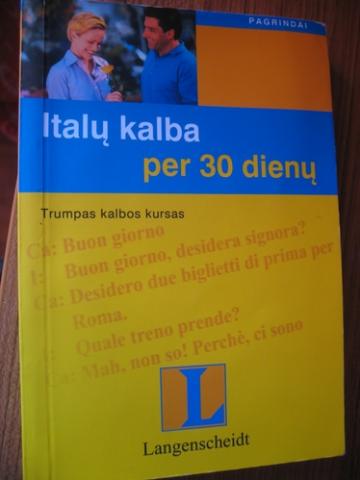 PAGRINDAI
Italų kalba
per 30 dienų
Trumpas kalbos kursas
Ca: Buon giorno
I: Buon giorno, desidera signora?
Ca: Desidero due biglietti di prima per
Roma.
I: Quale treno prende?
Ca: Mah, non so! Perchè, ci sono
L
Langenscheidt